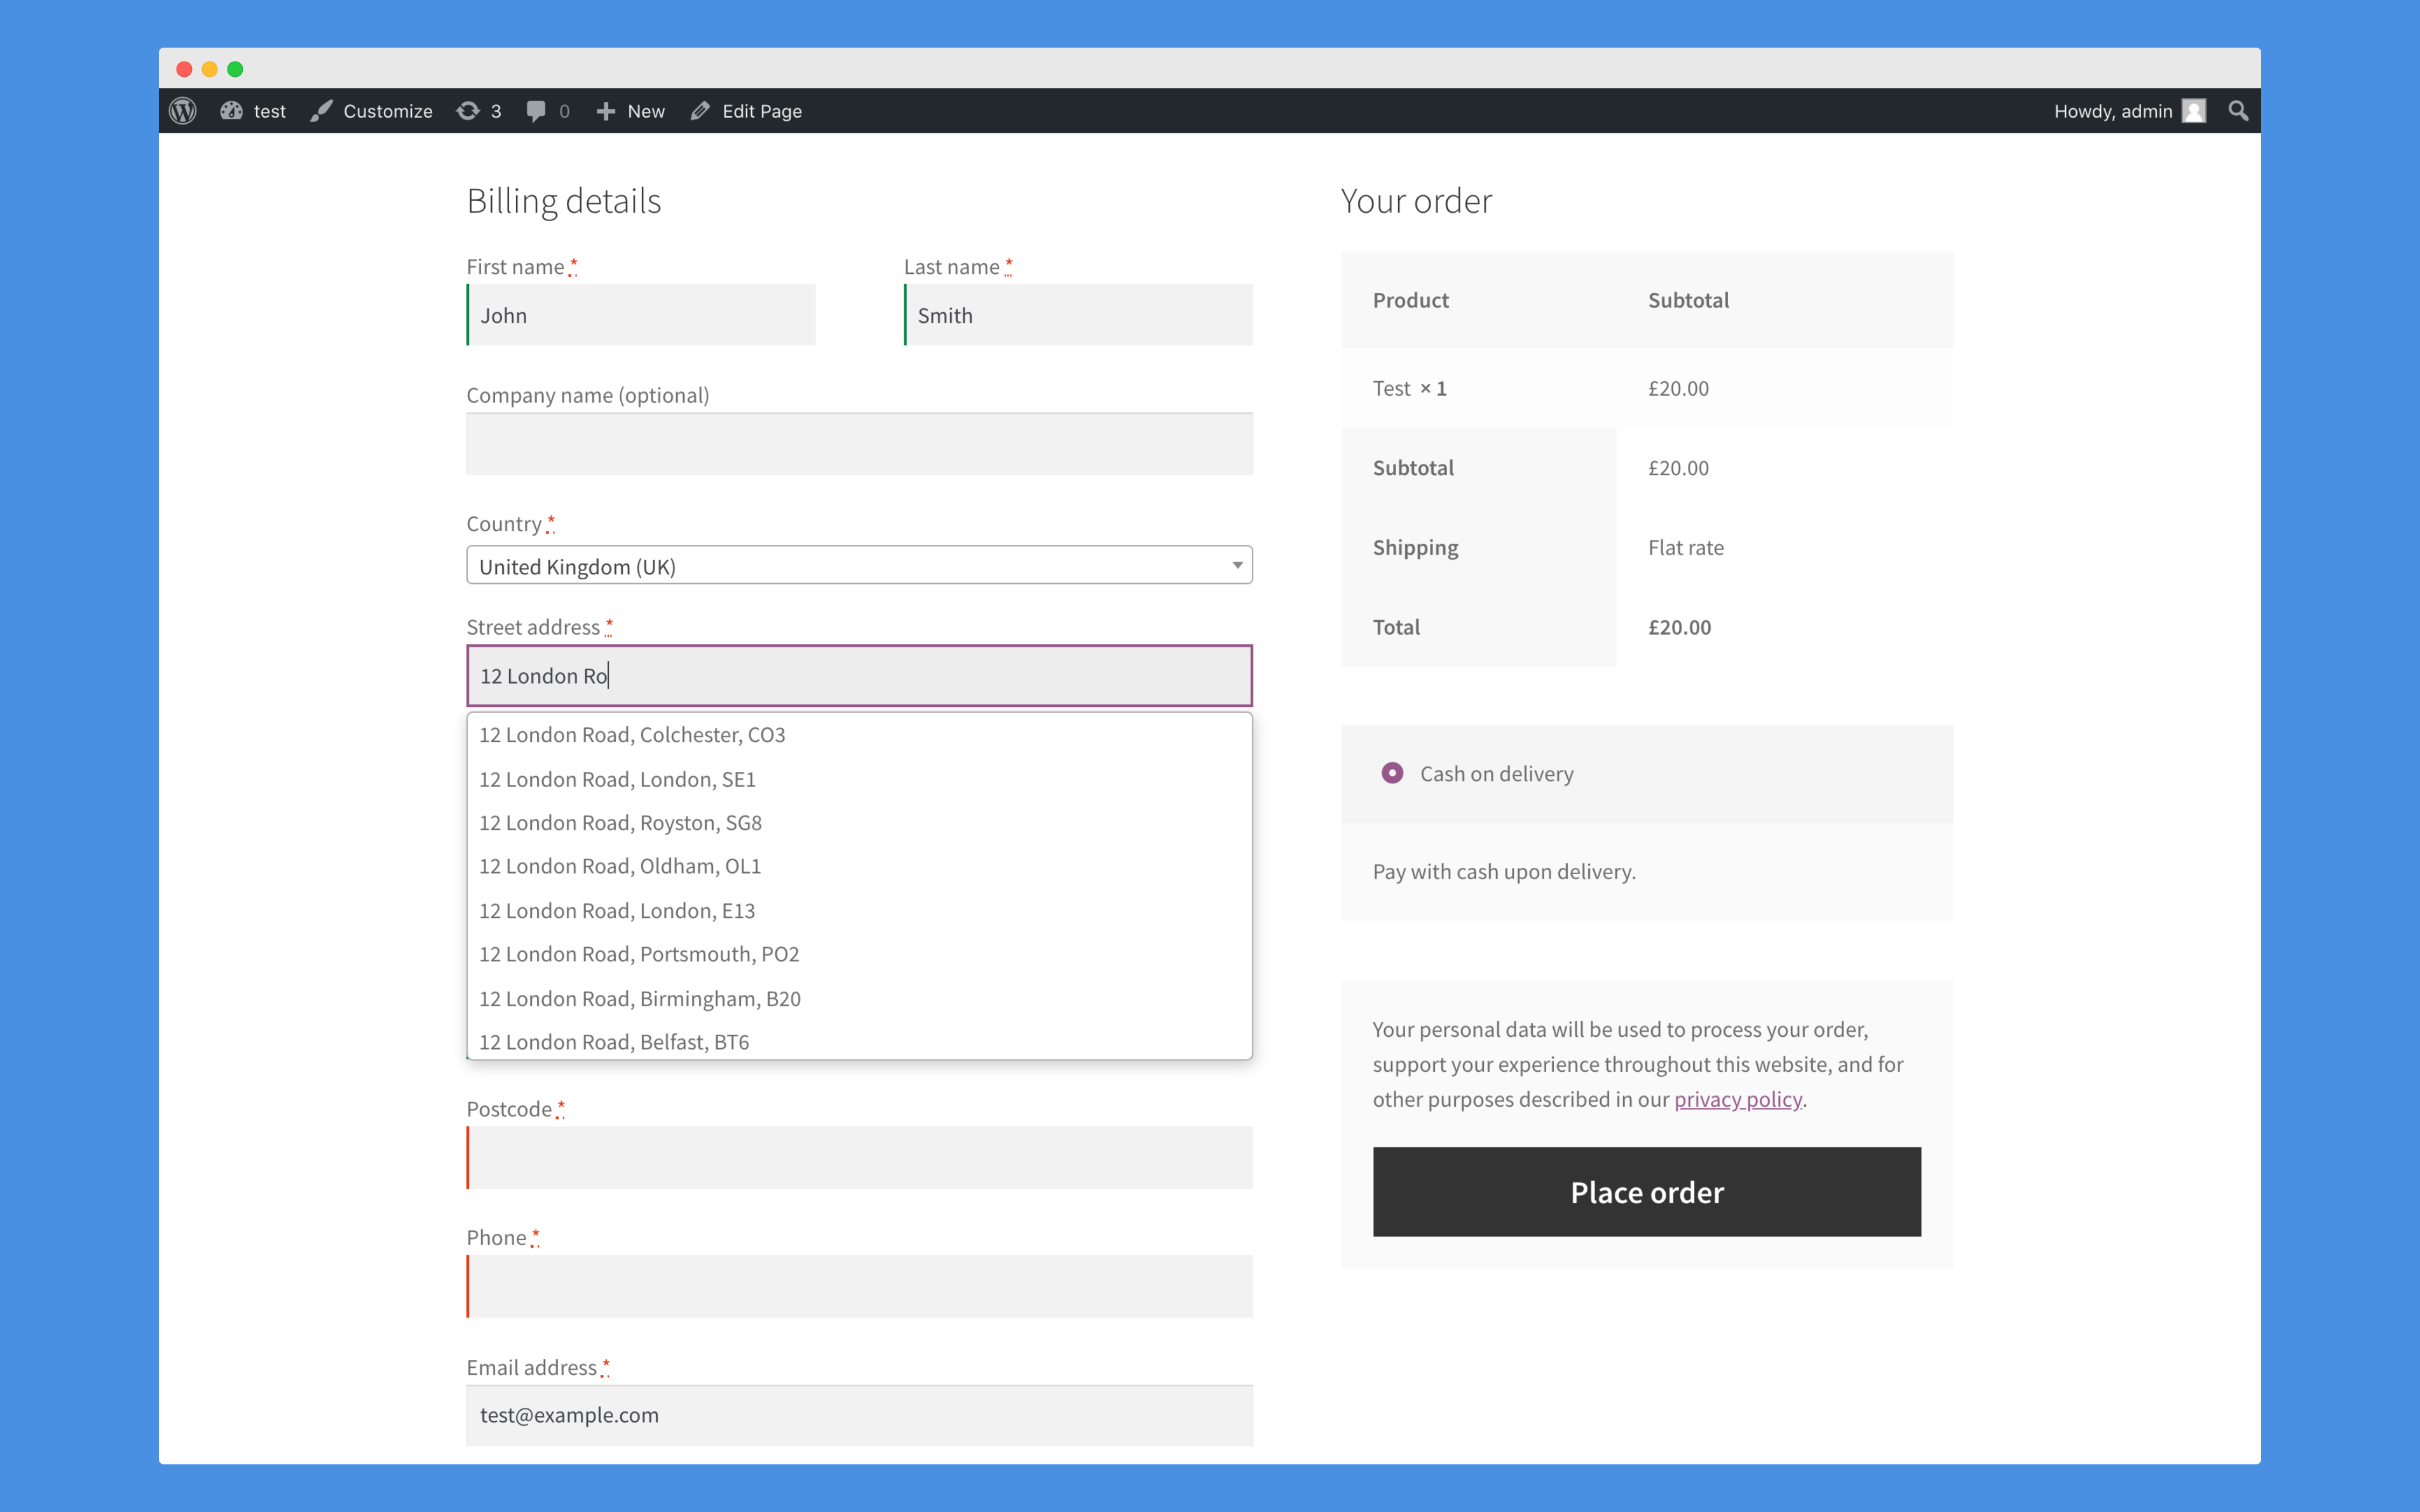 test Customize 3 0 New Edit Page Howdy, admin
Billing details
First name *
Last name *
John
Smith
Company name (optional)
Country *
United Kingdom (UK)
Street address *
12 London Ro
12 London Road, Colchester, CO3
12 London Road, London, SE1
12 London Road, Royston, SG8
12 London Road, Oldham, OL1
12 London Road, London, E13
12 London Road, Portsmouth, PO2
12 London Road, Birmingham, B20
12 London Road, Belfast, BT6
Postcode *
Phone *
Email address *
test@example.com
Your order
Product Subtotal
Test × 1 £20.00
Subtotal £20.00
Shipping Flat rate
Total £20.00
Cash on delivery
Pay with cash upon delivery.
Your personal data will be used to process your order,
support your experience throughout this website, and for
other purposes described in our privacy policy.
Place order